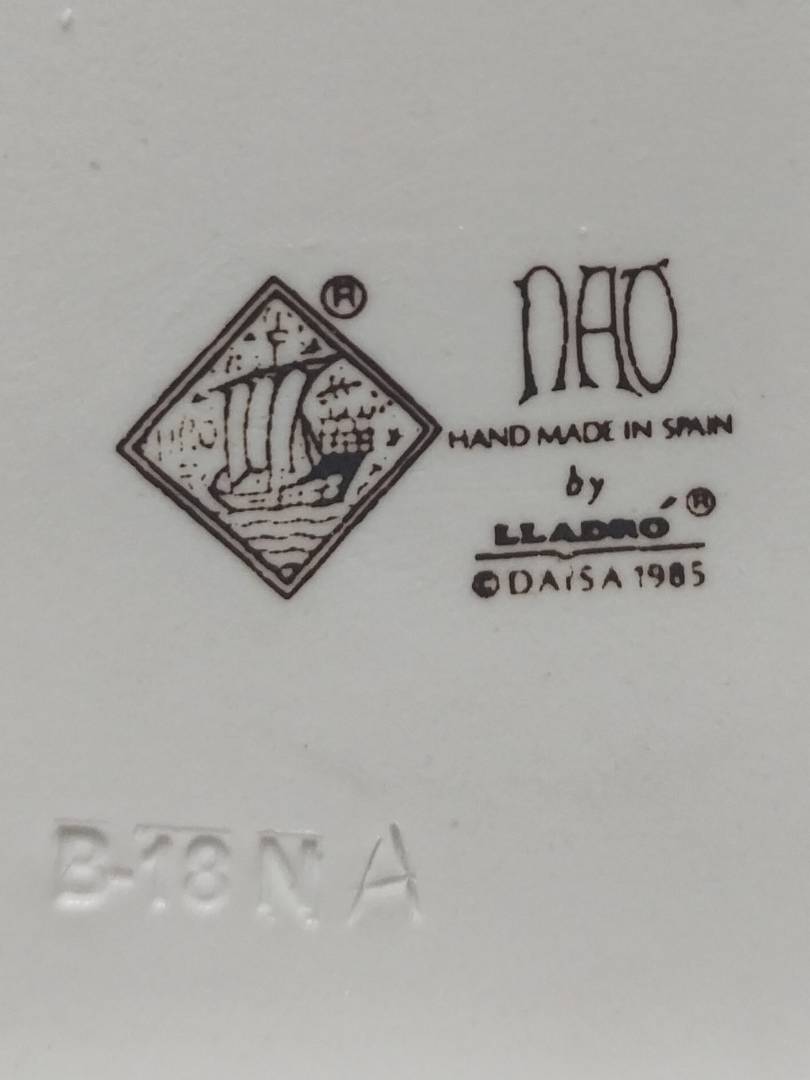 ®
NAO
HAND MADE IN SPAIN
by
LLADRÓ ®
© DAISA 1985
B-18 N A